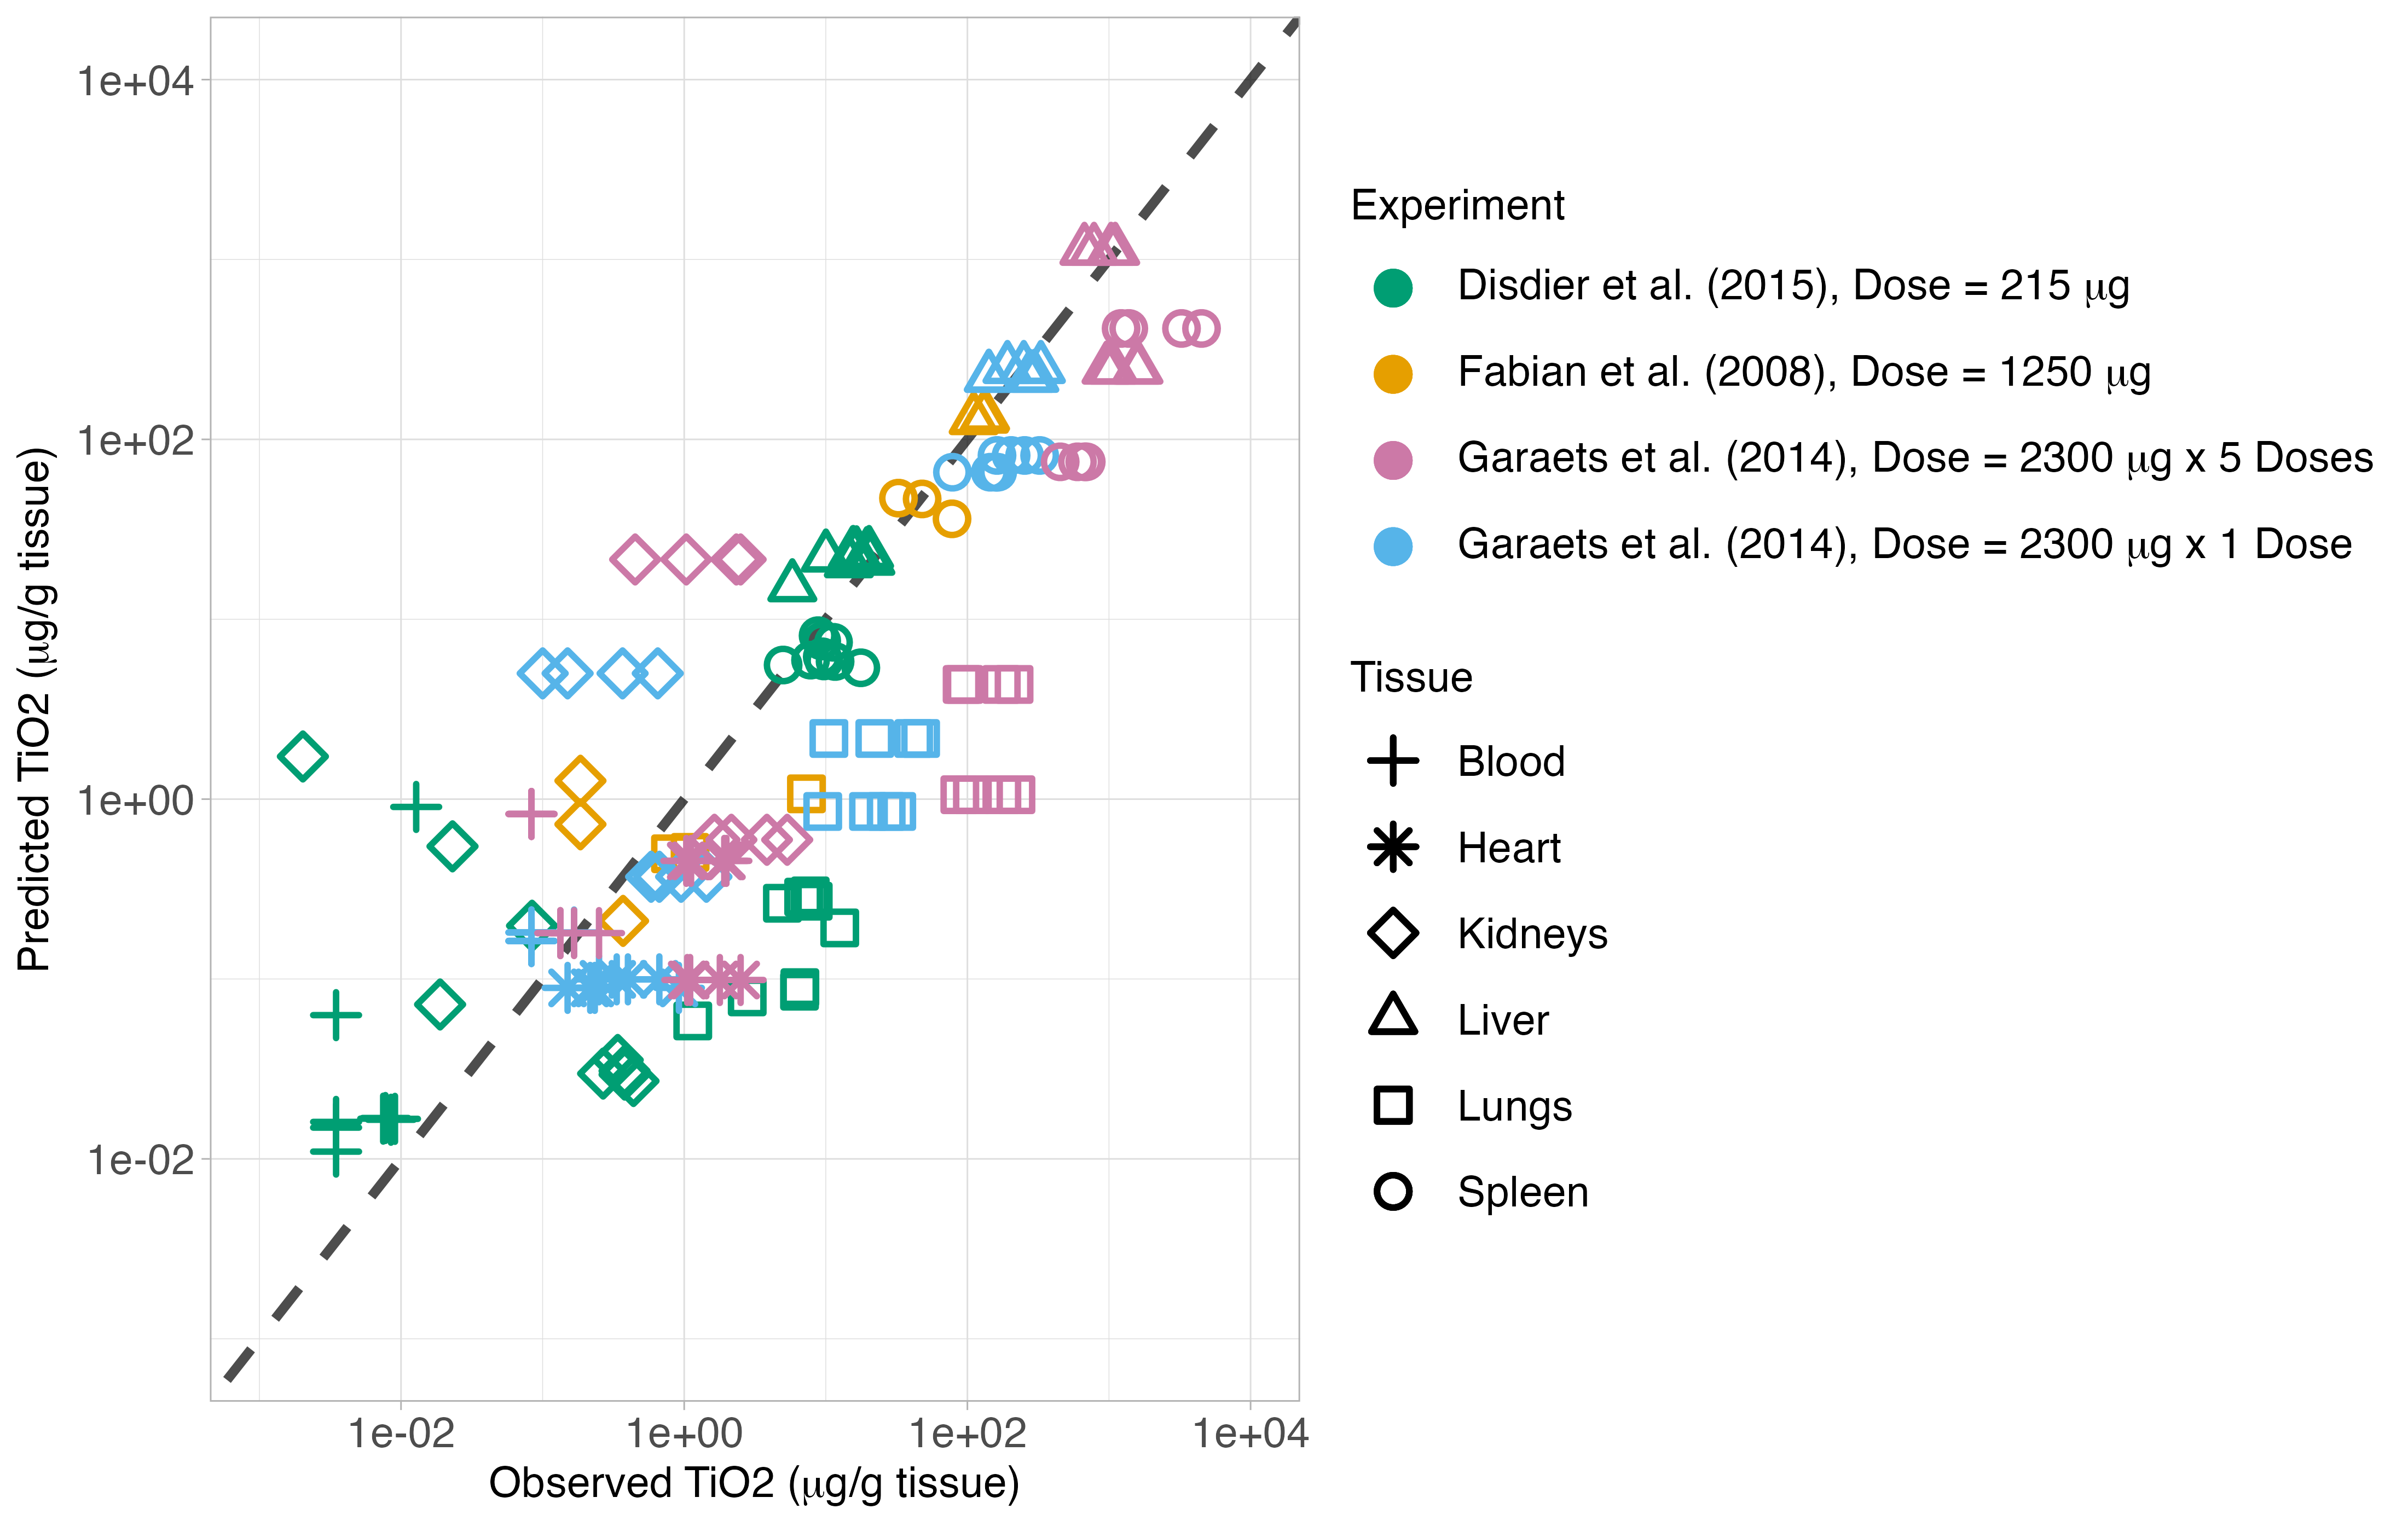 Predicted TiO2 (μg/g tissue)
1e+04
1e+02
1e+00
1e-02
1e-02 1e+00 1e+02 1e+04
Observed TiO2 (μg/g tissue)
Experiment
Disdier et al. (2015), Dose = 215 μg
Fabian et al. (2008), Dose = 1250 μg
Garaets et al. (2014), Dose = 2300 μg x 5 Doses
Garaets et al. (2014), Dose = 2300 μg x 1 Dose
Tissue
Blood
Heart
Kidneys
Liver
Lungs
Spleen